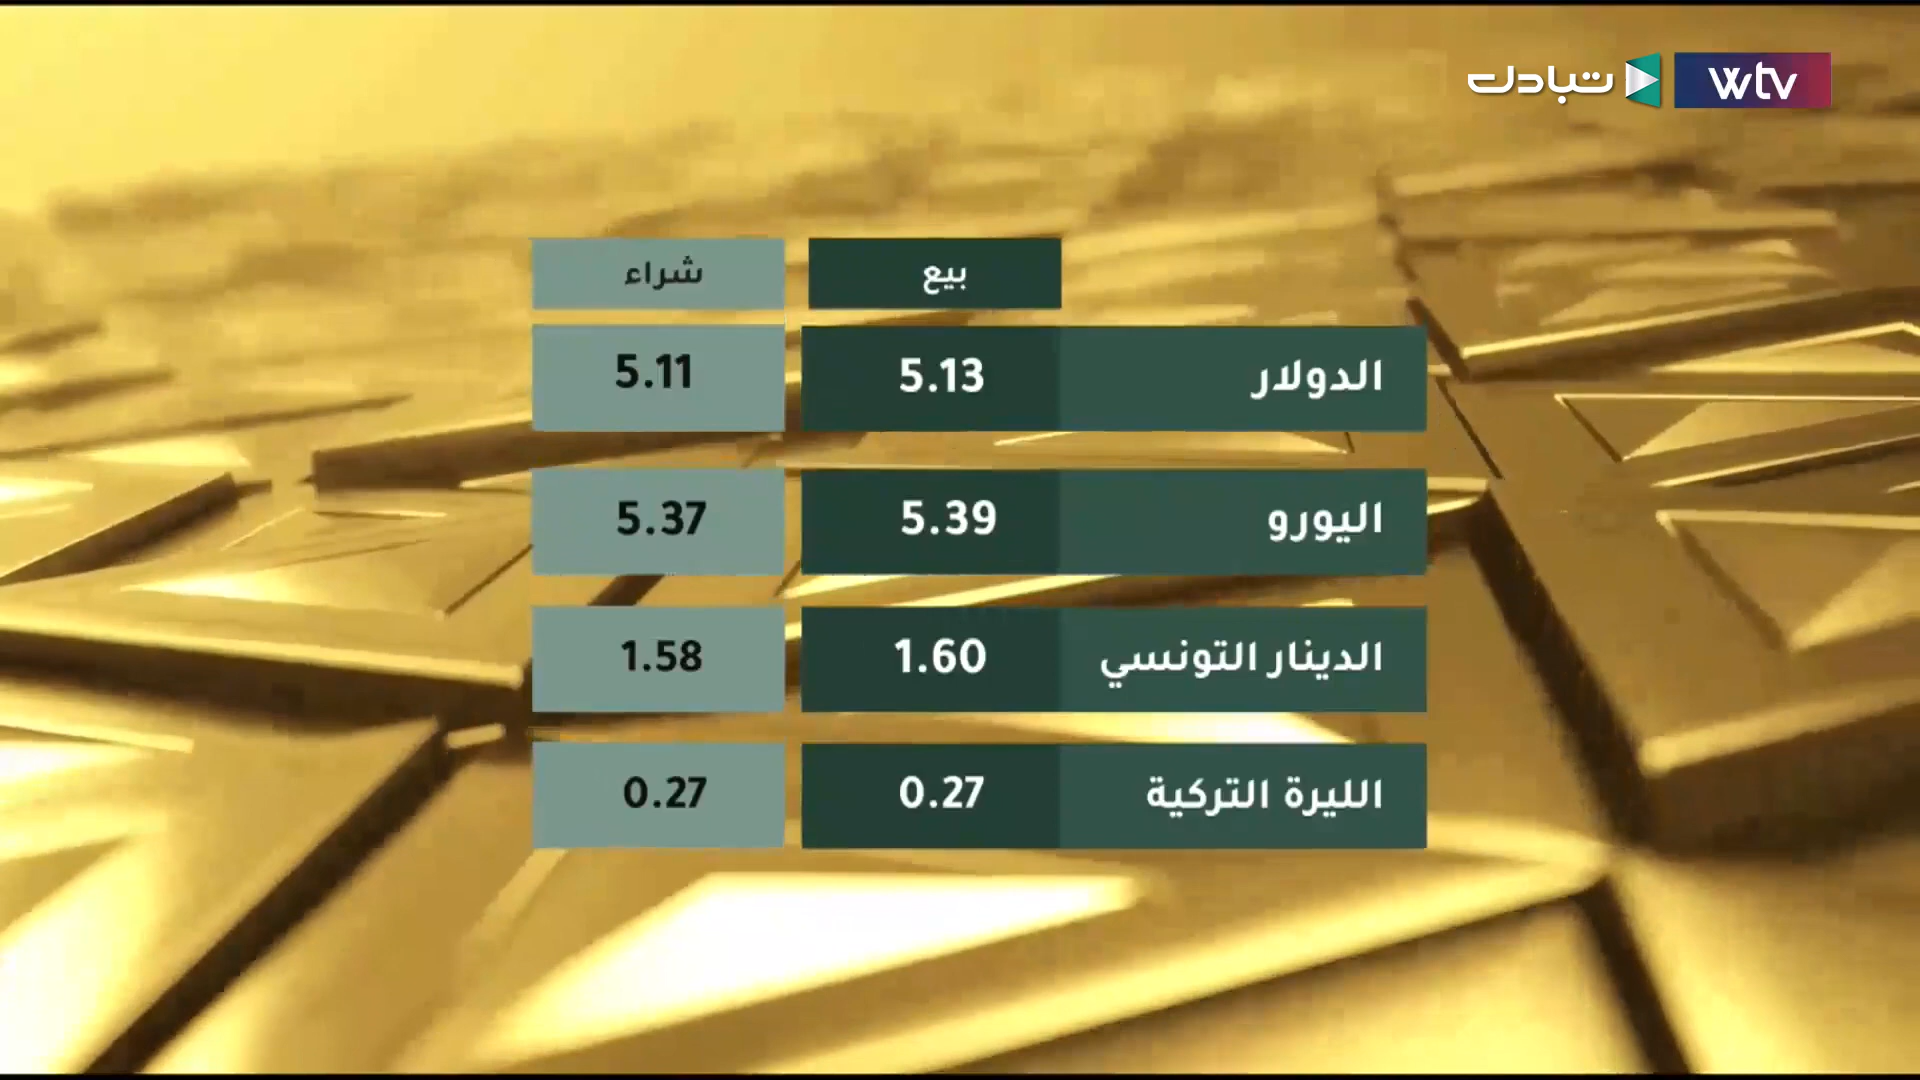 wtv تبادل
بيع شراء
الدولار 5.13 5.11
اليورو 5.39 5.37
الدينار التونسي 1.60 1.58
الليرة التركية 0.27 0.27